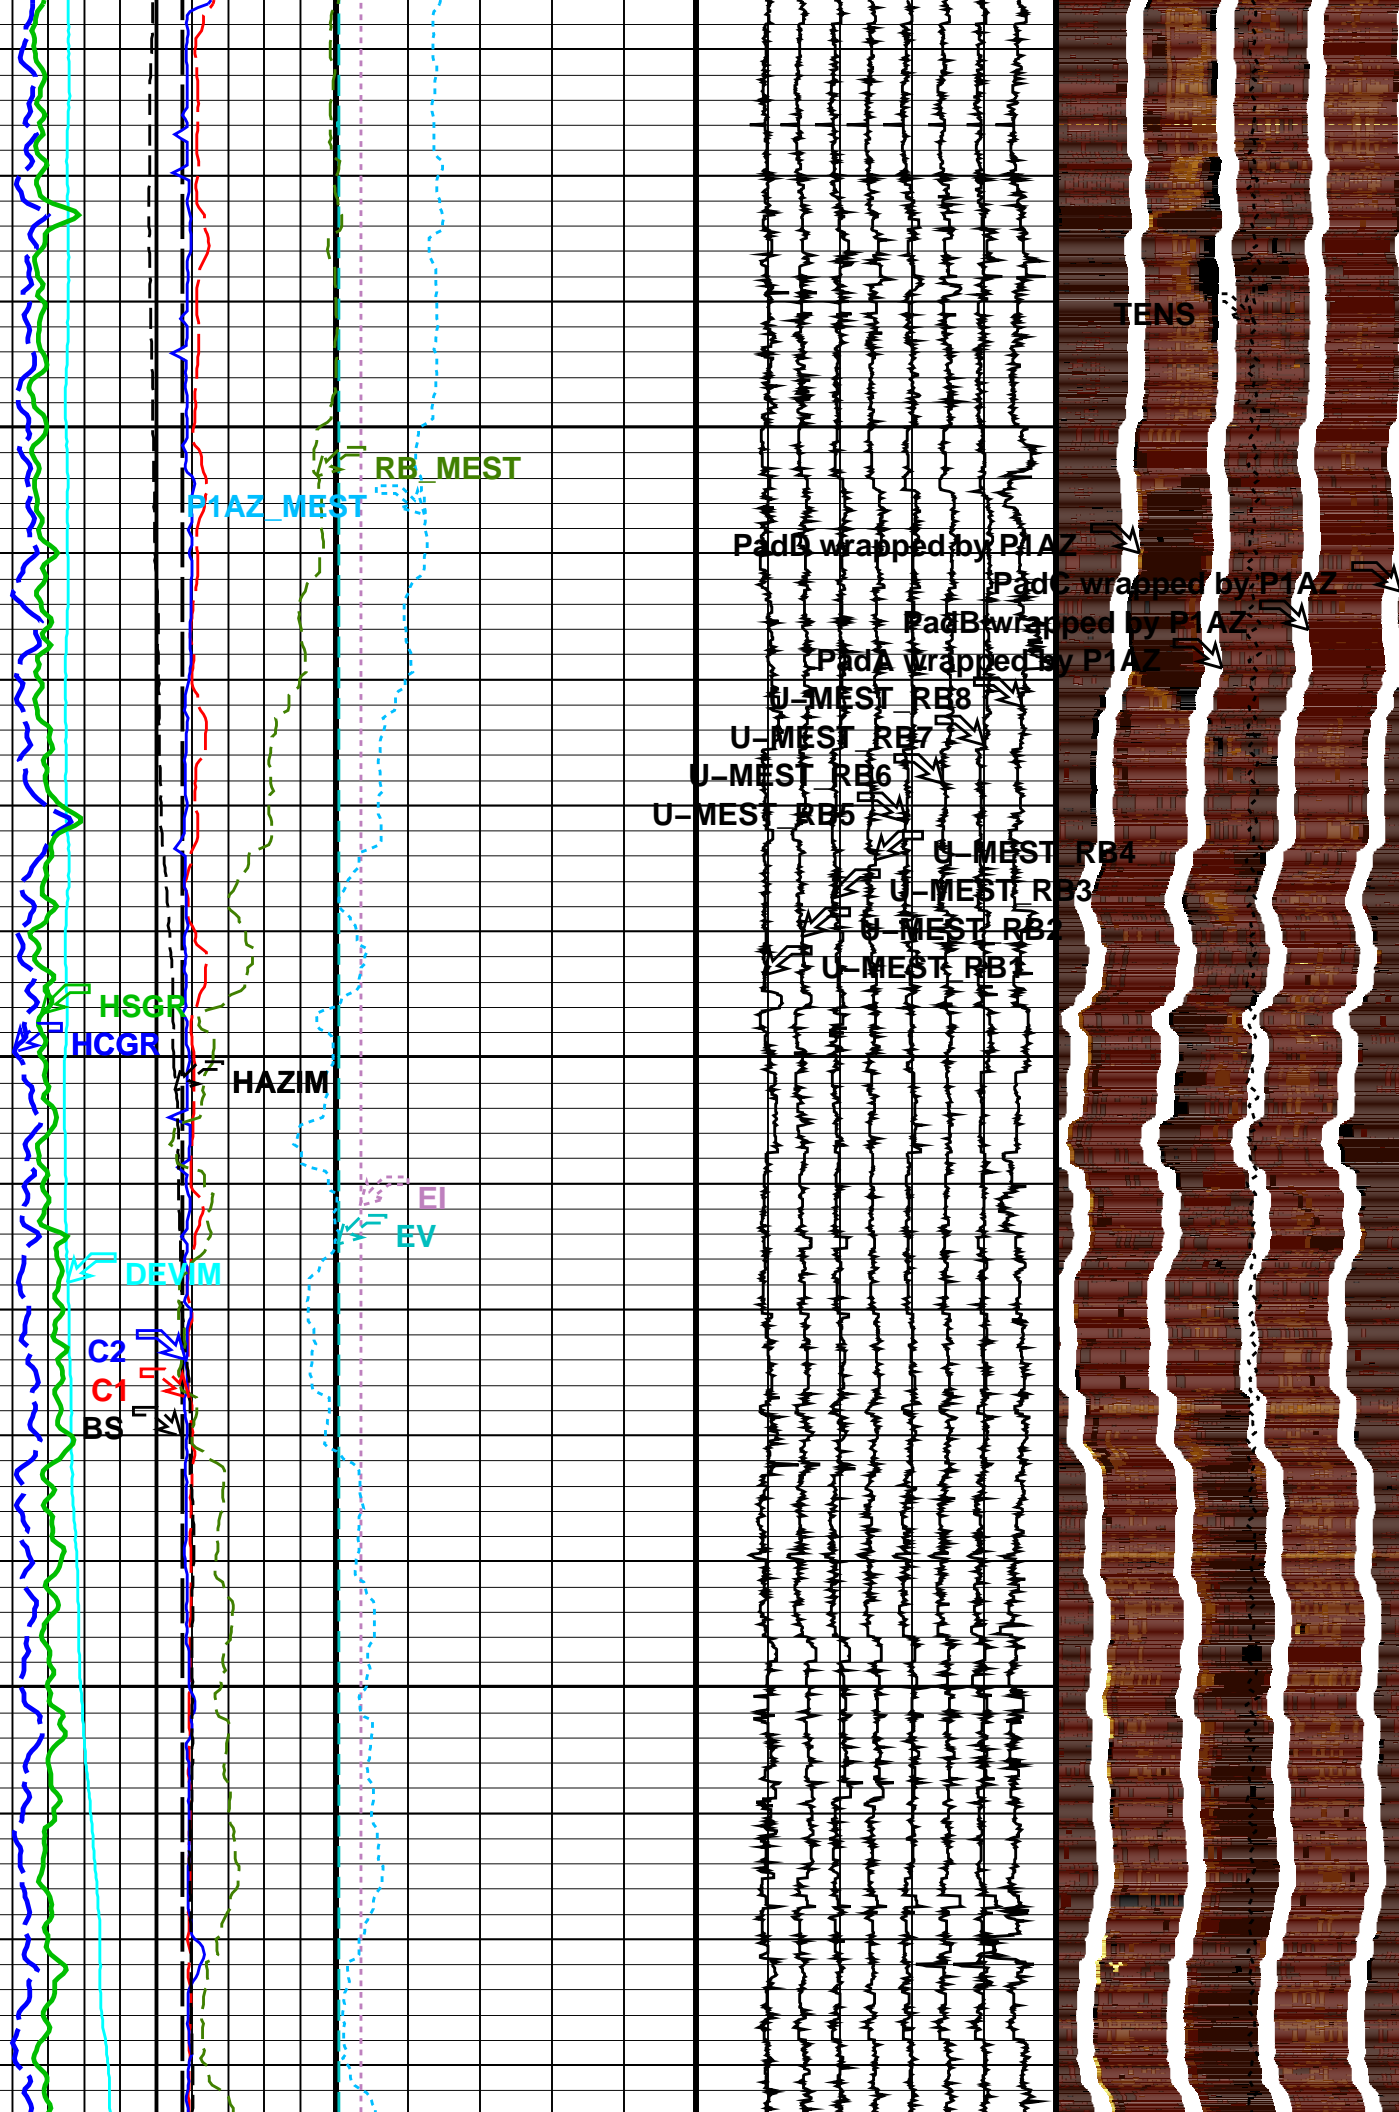 TENS
RB_MEST
P1AZ_MEST
PadD wrapped by P1AZ
PadC wrapped by P1AZ
PadB wrapped by P1AZ
PadA wrapped by P1AZ
U-MEST_RB8
U-MEST_RB7
U-MEST_RB6
U-MEST_RB5
U-MEST_RB4
U-MEST_RB3
U-MEST_RB2
U-MEST_RB1
HSGR
HCGR
HAZIM
EI
EV
DEVIM
C2
C1
BS